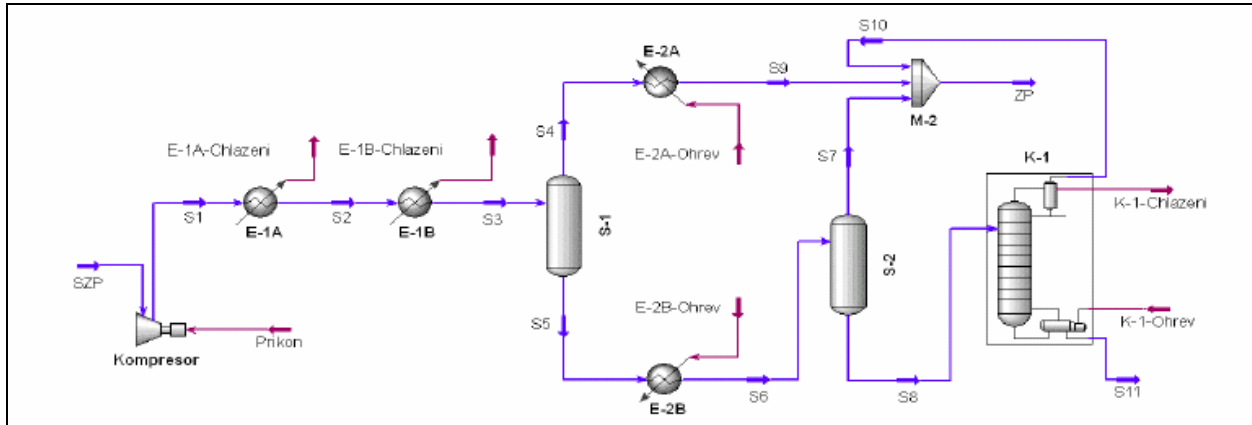 S10
E-2A
S9
ZP
M-2
S4
E-1A-Chlazeni
E-1B-Chlazeni
E-2A-Ohrev
S7
K-1
K-1-Chlazeni
S1
S2
S3
E-1A
E-1B
S-1
S-2
SZP
E-2B-Ohrev
K-1-Ohrev
S5
Prikon
Kompresor
S6
S8
S11
E-2B